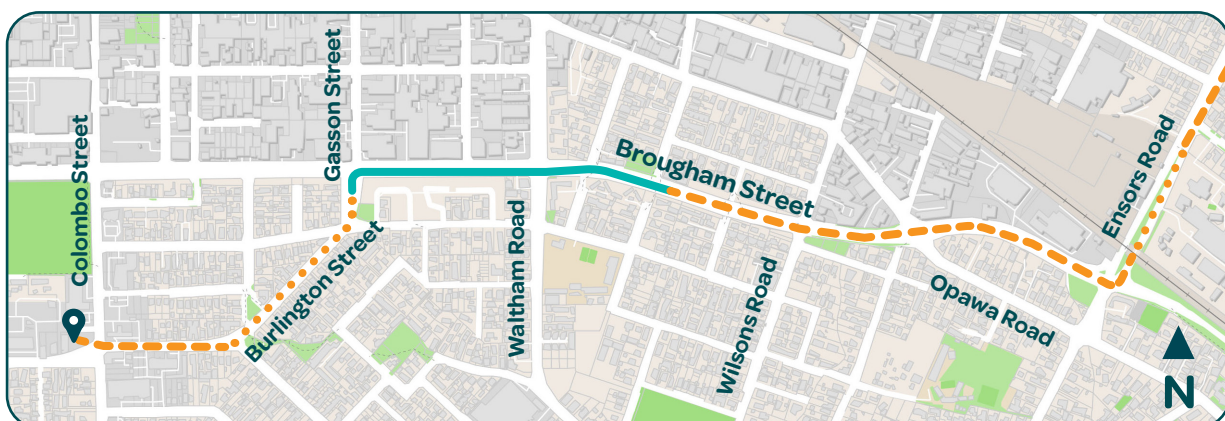 Colombo Street
Gasson Street
Burlington Street
Waltham Road
Brougham Street
Wilsons Road
Opawa Road
Ensors Road
N